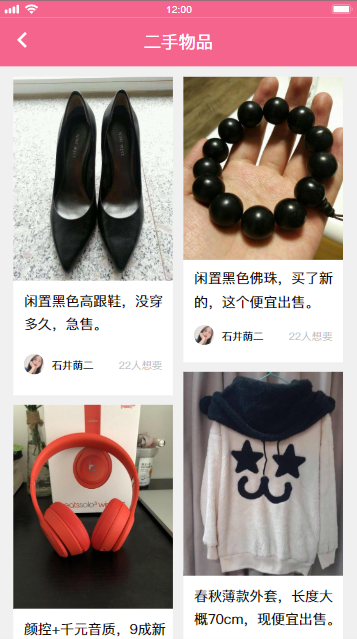 12:00
二手物品
闲置黑色高跟鞋，没穿
多久，急售。
石井荫二
22人想要
闲置黑色佛珠，买了新
的，这个便宜出售。
石井荫二
22人想要
颜控+千元音质，9成新
春秋薄款外套，长度大
概70cm，现便宜出售。